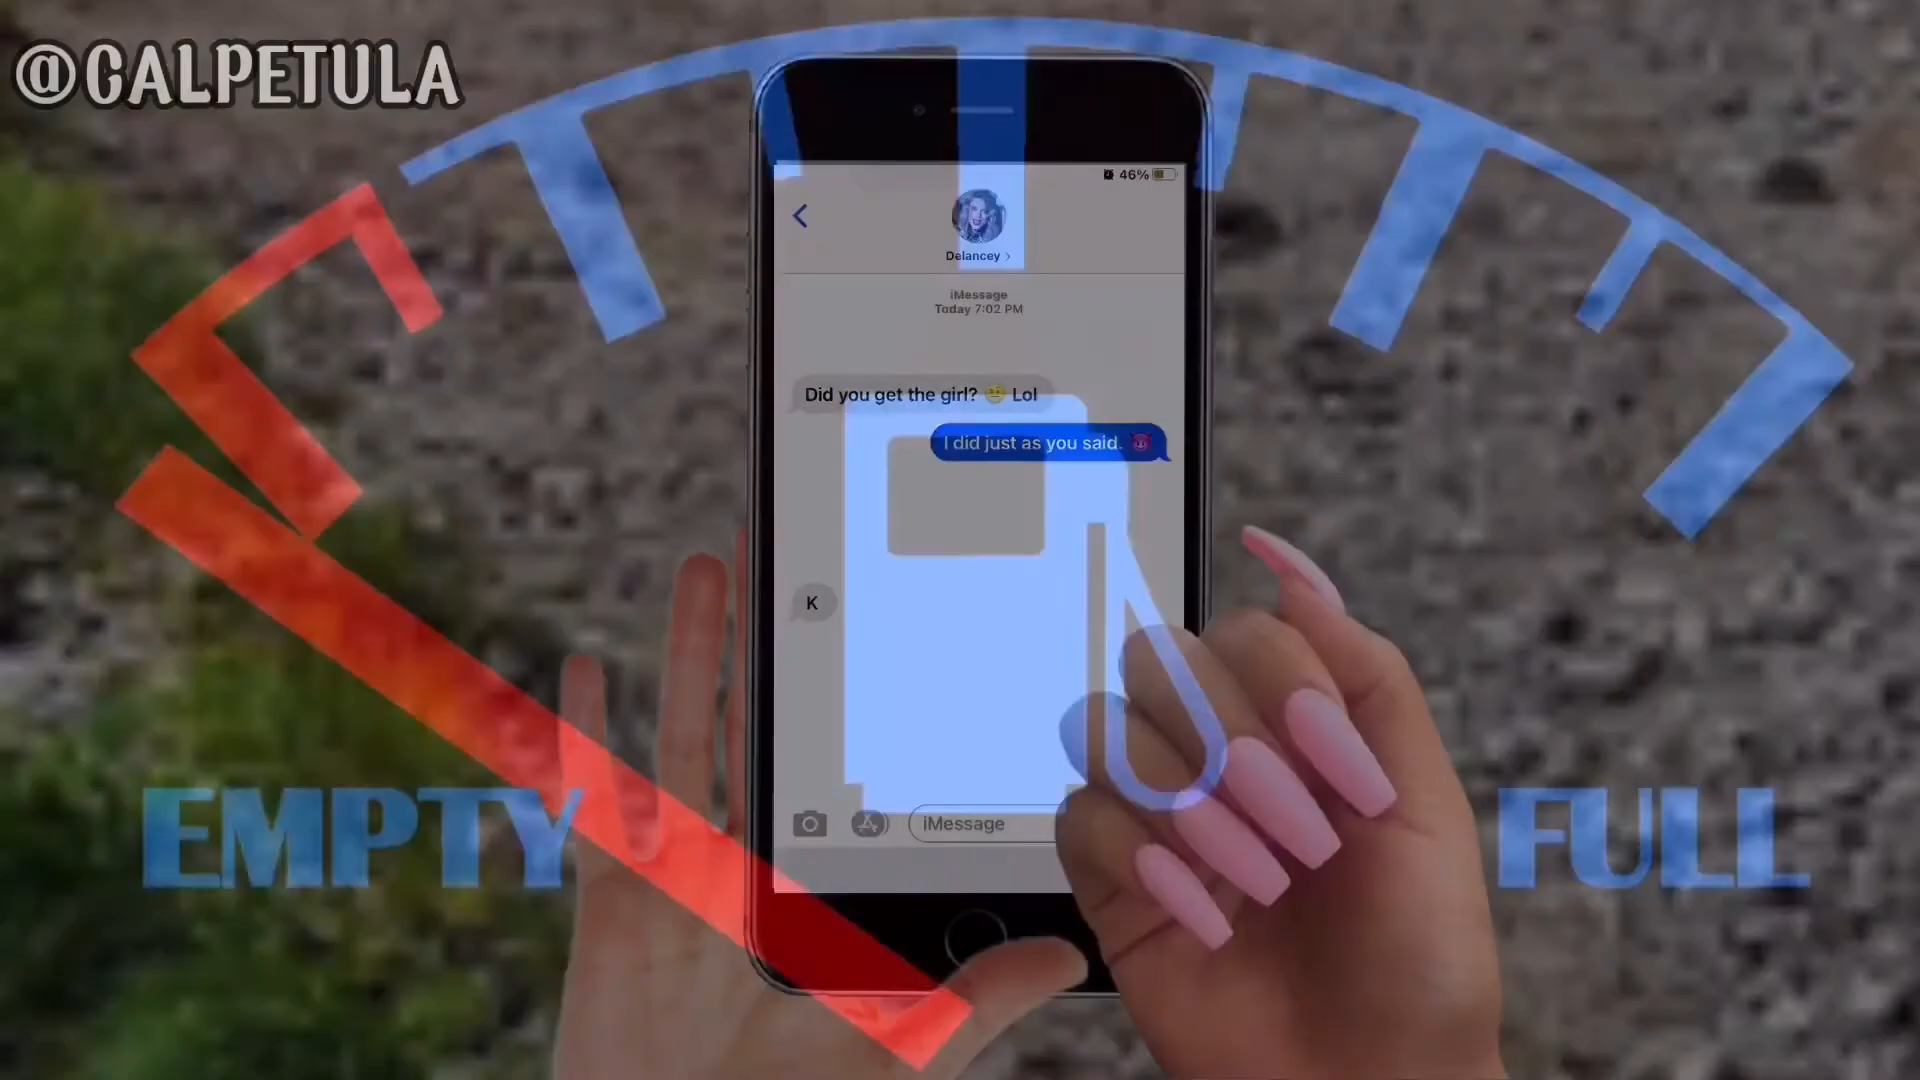 @GALPETULA
46%
Delancey >
iMessage
Today 7:02 PM
Did you get the girl? 🤪 Lol
I did just as you said. 😈
K
iMessage
EMPTY
FULL